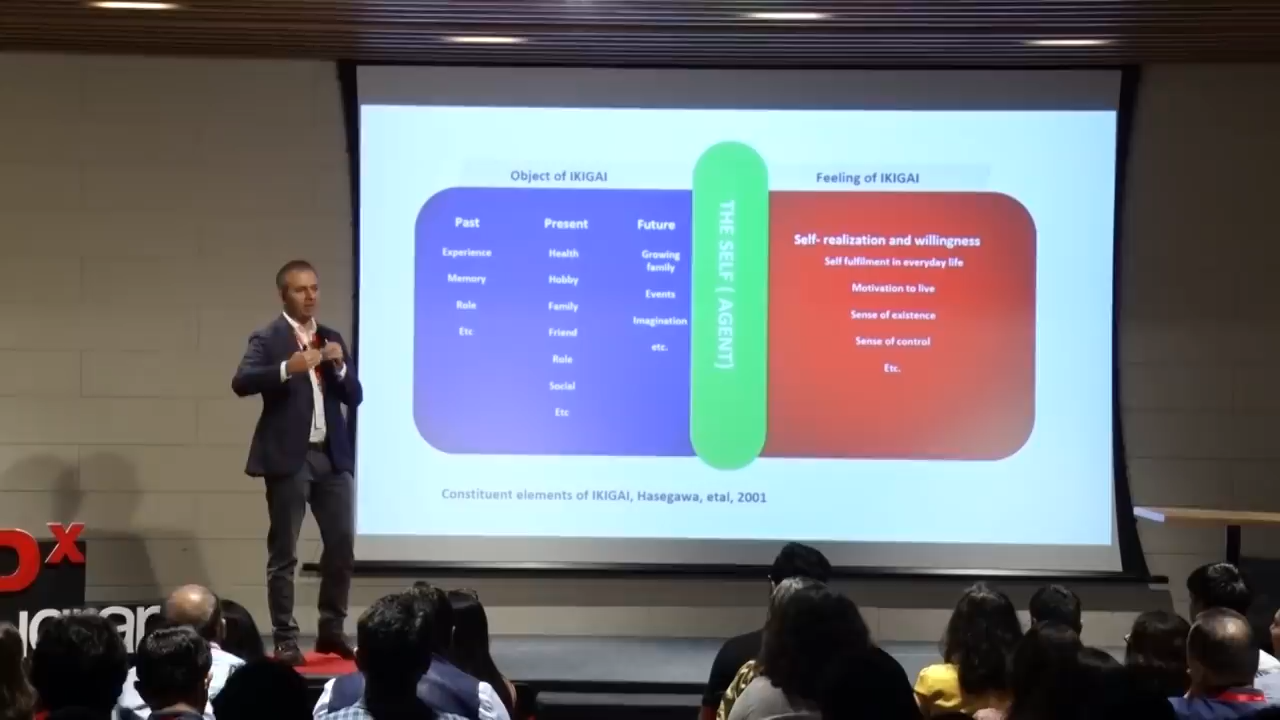 Object of IKIGAI
Feeling of IKIGAI
Past
Experience
Memory
Role
Etc
Present
Health
Hobby
Family
Friend
Role
Social
Etc
Future
Growing
family
Events
Imagination
etc.
THE SELF ( AGENT)
Self- realization and willingness
Self fulfilment in everyday life
Motivation to live
Sense of existence
Sense of control
Etc.
Constituent elements of IKIGAI, Hasegawa, etal, 2001
Dx